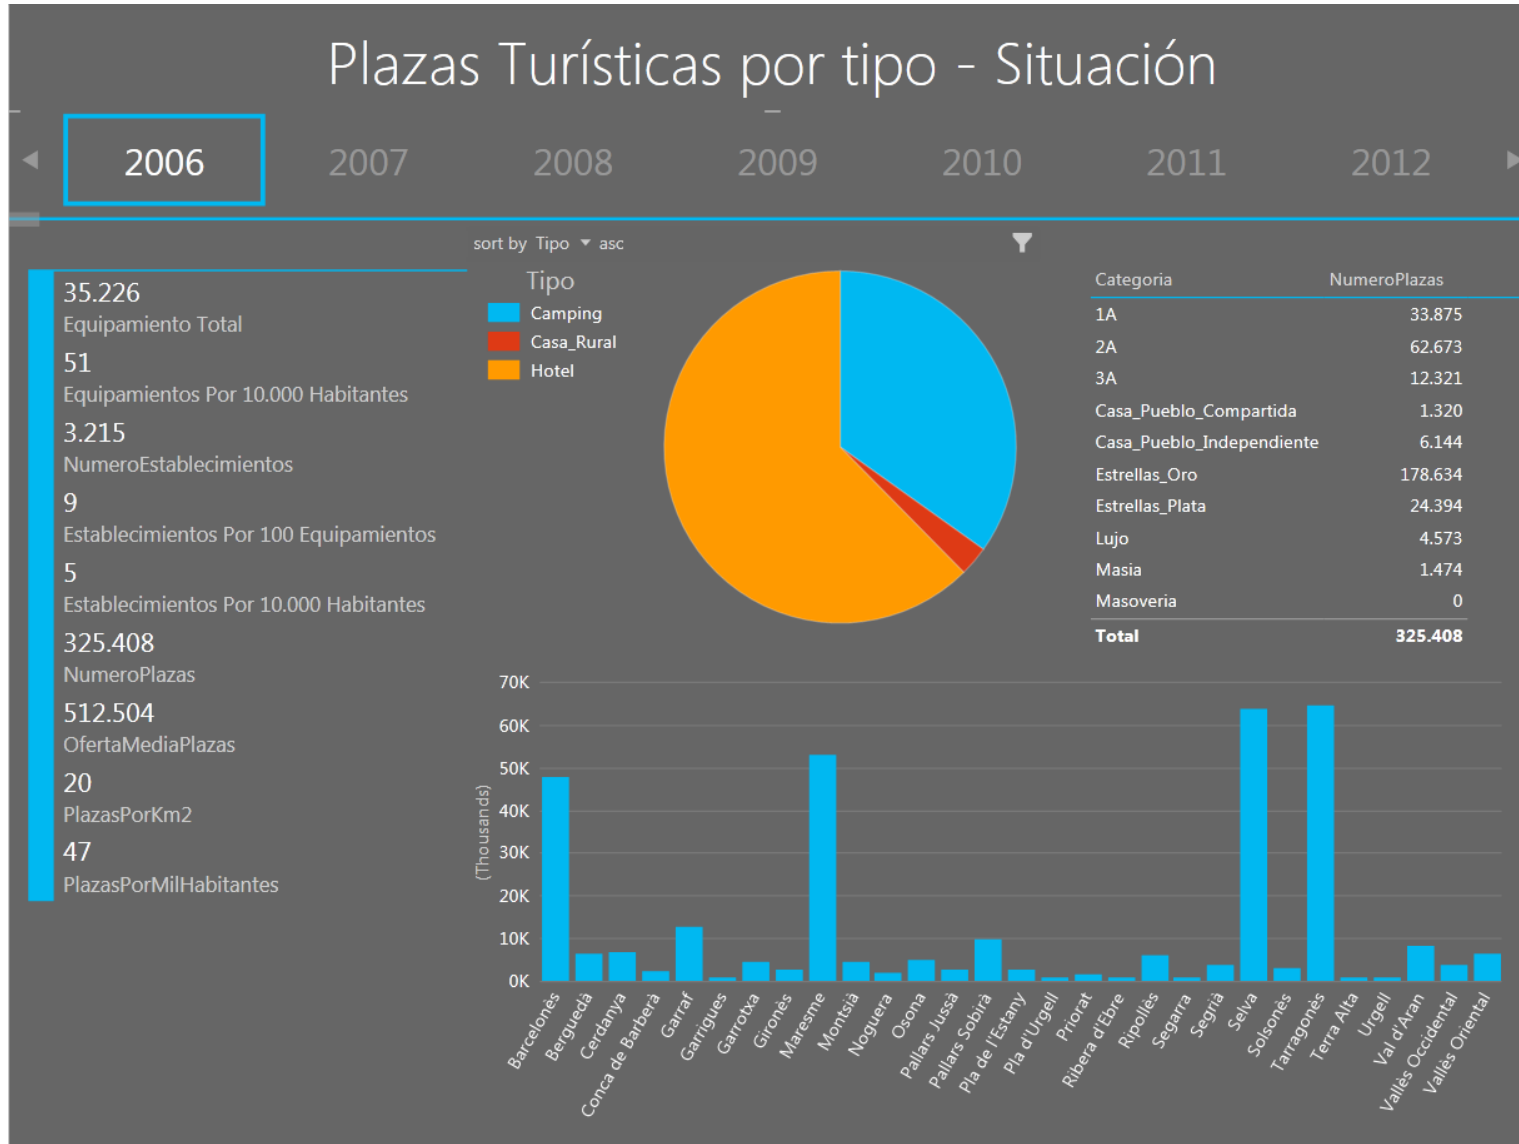 Plazas Turísticas por tipo - Situación
2006 2007 2008 2009 2010 2011 2012
sort by Tipo asc
35.226
Equipamiento Total
51
Equipamientos Por 10.000 Habitantes
3.215
NumeroEstablecimientos
9
Establecimientos Por 100 Equipamientos
5
Establecimientos Por 10.000 Habitantes
325.408
NumeroPlazas
512.504
OfertaMediaPlazas
20
PlazasPorKm2
47
PlazasPorMilHabitantes
Tipo
Camping
Casa_Rural
Hotel
Categoria NumeroPlazas
1A 33.875
2A 62.673
3A 12.321
Casa_Pueblo_Compartida 1.320
Casa_Pueblo_Independiente 6.144
Estrellas_Oro 178.634
Estrellas_Plata 24.394
Lujo 4.573
Masia 1.474
Masoveria 0
Total 325.408
(Thousands)
70K
60K
50K
40K
30K
20K
10K
0K
Barcelonès
Berguedà
Cerdanya
Conca de Barberà
Garraf
Garrigues
Garrotxa
Gironès
Maresme
Montsià
Noguera
Osona
Pallars Jussà
Pallars Sobirà
Pla de l'Estany
Pla d'Urgell
Priorat
Ribera d'Ebre
Ripollès
Segarra
Segrià
Selva
Solsonès
Tarragonès
Terra Alta
Urgell
Val d'Aran
Vallès Occidental
Vallès Oriental